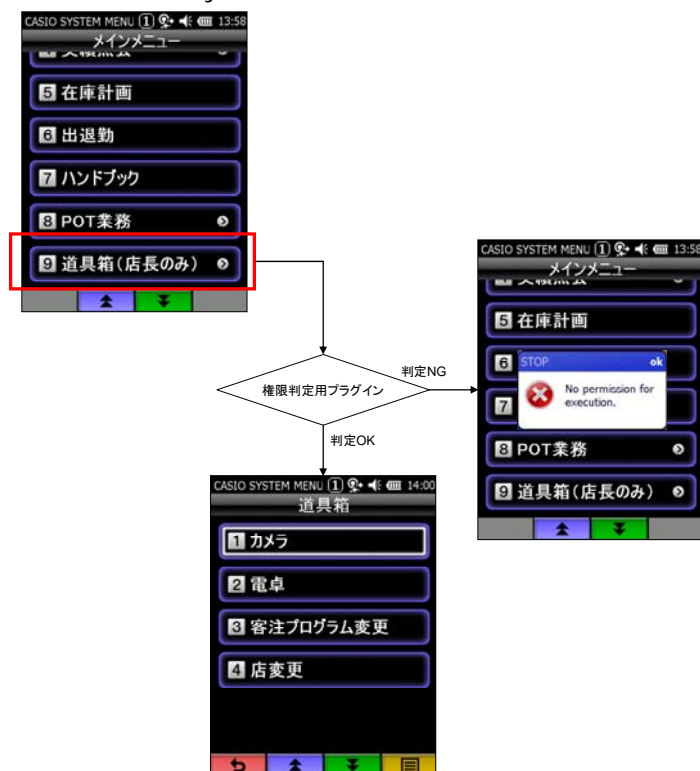 CASIO SYSTEM MENU 1 13:58
メインメニュー
5 在庫計画
6 出退勤
7 ハンドブック
8 POT業務
9 道具箱(店長のみ)
権限判定用プラグイン
判定NG
判定OK
CASIO SYSTEM MENU 1 13:58
メインメニュー
5 在庫計画
6
STOP ok
No permission for
execution.
7
8 POT業務
9 道具箱(店長のみ)
CASIO SYSTEM MENU 1 14:00
道具箱
1 カメラ
2 電卓
3 客注プログラム変更
4 店変更